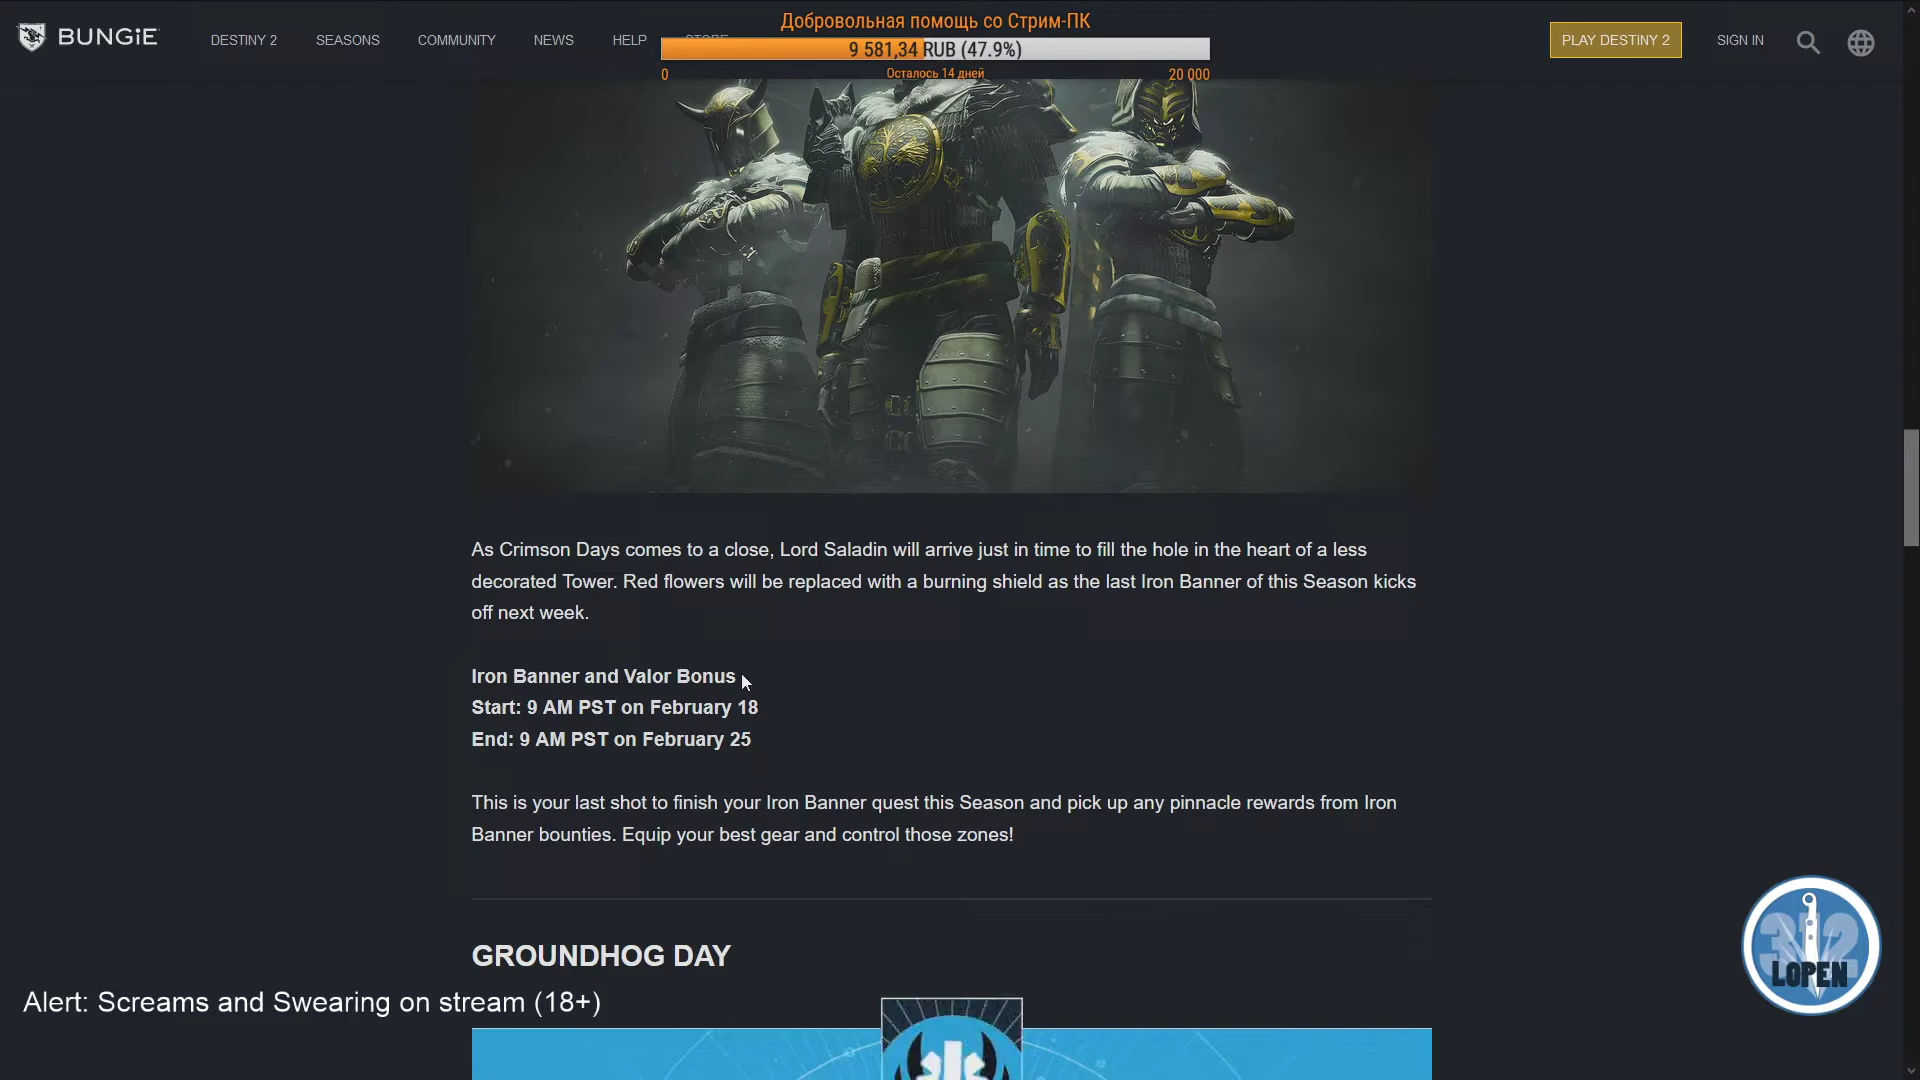 BUNGiE
DESTINY 2
SEASONS
COMMUNITY
NEWS
HELP
STORE
Добровольная помощь со Стрим-ПК
9 581,34 RUB (47.9%)
0
Осталось 14 дней
20 000
PLAY DESTINY 2
SIGN IN
As Crimson Days comes to a close, Lord Saladin will arrive just in time to fill the hole in the heart of a less
decorated Tower. Red flowers will be replaced with a burning shield as the last Iron Banner of this Season kicks
off next week.
Iron Banner and Valor Bonus
Start: 9 AM PST on February 18
End: 9 AM PST on February 25
This is your last shot to finish your Iron Banner quest this Season and pick up any pinnacle rewards from Iron
Banner bounties. Equip your best gear and control those zones!
GROUNDHOG DAY
312
LOPEN
Alert: Screams and Swearing on stream (18+)